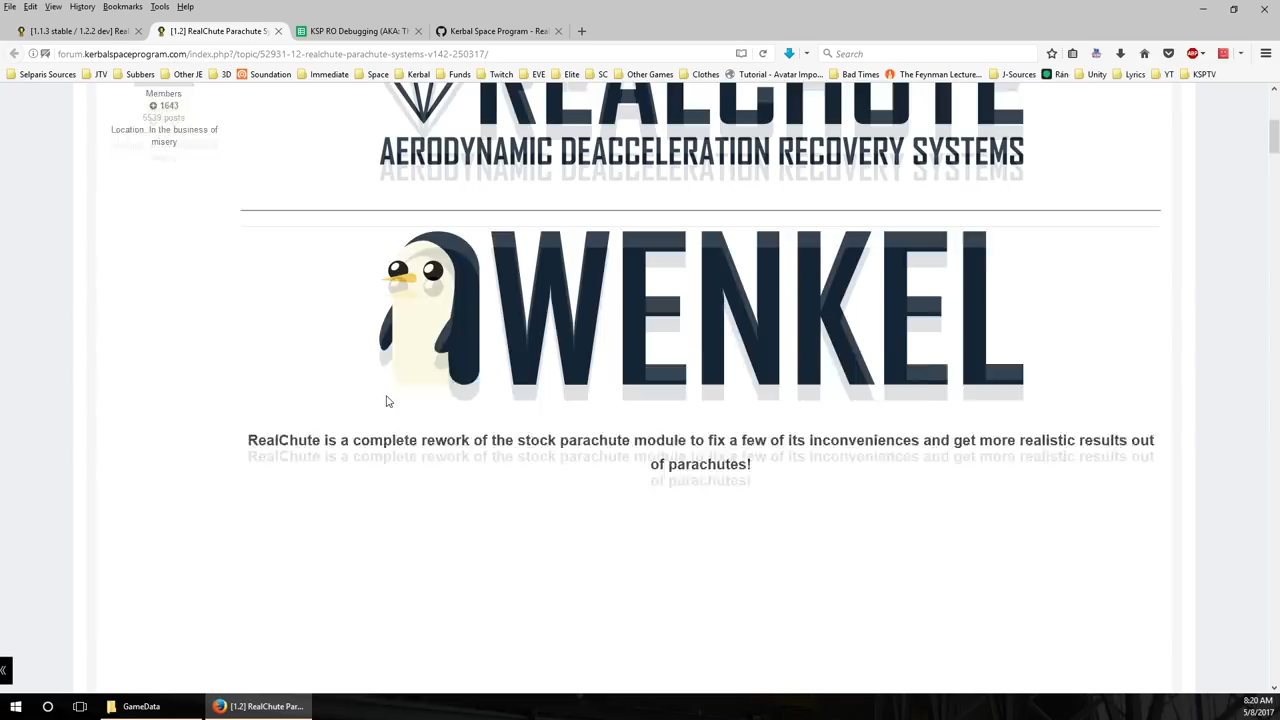 File Edit View History Bookmarks Tools Help
[1.1.3 stable / 1.2.2 dev] Real
[1.2] RealChute Parachute S
KSP RO Debugging (AKA: Th
Kerbal Space Program - Real
forum.kerbalspaceprogram.com/index.php?/topic/52931-12-realchute-parachute-systems-v142-250317/
Search
ABP
Selparis Sources JTV Subbers Other JE 3D Soundation Immediate Space Kerbal Funds Twitch EVE Elite SC Other Games Clothes Tutorial - Avatar Impo... Bad Times The Feynman Lecture... J-Sources Rán Unity Lyrics YT KSPTV
Members
1643
6539 posts
Location: In the business of
misery
REALCHUTE
AERODYNAMIC DEACCELERATION RECOVERY SYSTEMS
WENKEL
RealChute is a complete rework of the stock parachute module to fix a few of its inconveniences and get more realistic results out
of parachutes!
GameData
[1.2] RealChute Par...
8:20 AM
5/8/2017